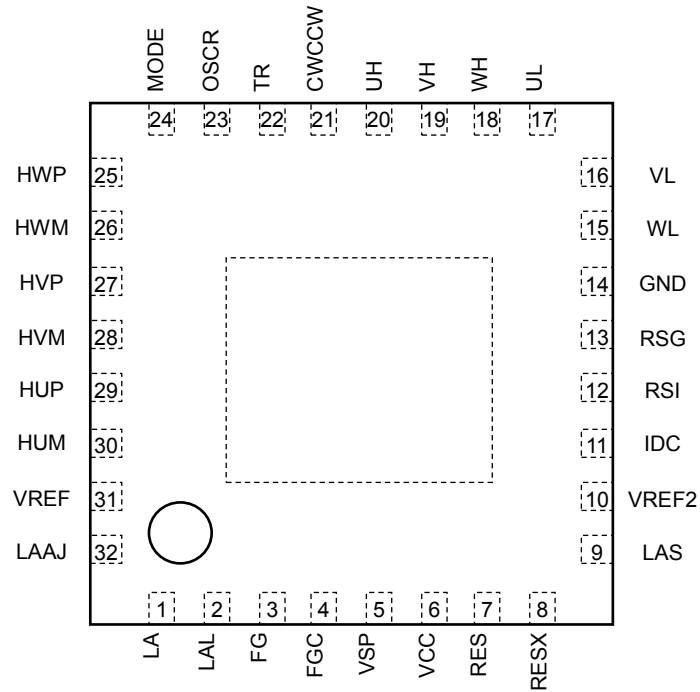 MODE OSCR TR CWCCW UH VH WH UL
24 23 22 21 20 19 18 17
HWP 25 16 VL
HWM 26 15 WL
HVP 27 14 GND
HVM 28 13 RSG
HUP 29 12 RSI
HUM 30 11 IDC
VREF 31 10 VREF2
LAAJ 32 9 LAS
1 2 3 4 5 6 7 8
LA LAL FG FGC VSP VCC RES RESX